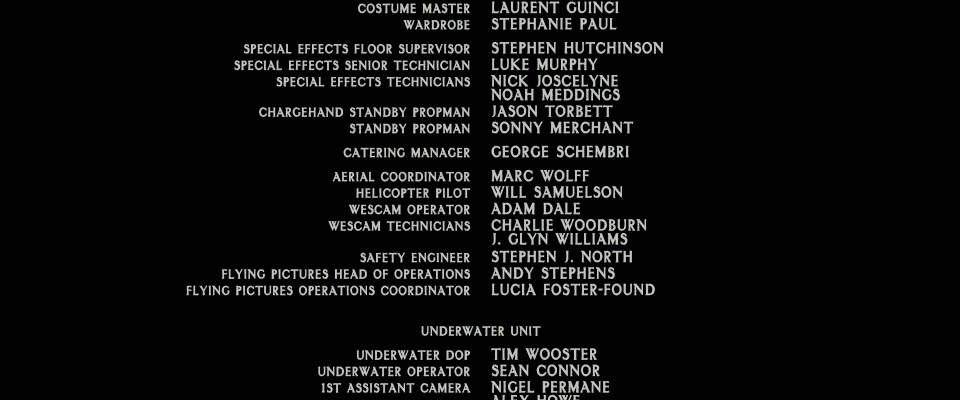 COSTUME MASTER LAURENT GUINCI
WARDROBE STEPHANIE PAUL
SPECIAL EFFECTS FLOOR SUPERVISOR STEPHEN HUTCHINSON
SPECIAL EFFECTS SENIOR TECHNICIAN LUKE MURPHY
SPECIAL EFFECTS TECHNICIANS NICK JOSCELYNE
NOAH MEDDINGS
CHARGEHAND STANDBY PROPMAN JASON TORBETT
STANDBY PROPMAN SONNY MERCHANT
CATERING MANAGER GEORGE SCHEMBRI
AERIAL COORDINATOR MARC WOLFF
HELICOPTER PILOT WILL SAMUELSON
WESCAM OPERATOR ADAM DALE
WESCAM TECHNICIANS CHARLIE WOODBURN
J. GLYN WILLIAMS
SAFETY ENGINEER STEPHEN J. NORTH
FLYING PICTURES HEAD OF OPERATIONS ANDY STEPHENS
FLYING PICTURES OPERATIONS COORDINATOR LUCIA FOSTER-FOUND
UNDERWATER UNIT
UNDERWATER DOP TIM WOOSTER
UNDERWATER OPERATOR SEAN CONNOR
1ST ASSISTANT CAMERA NIGEL PERMANE
ALEX HOWE